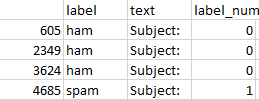 label text label_num
605 ham Subject: 0
2349 ham Subject: 0
3624 ham Subject: 0
4685 spam Subject: 1